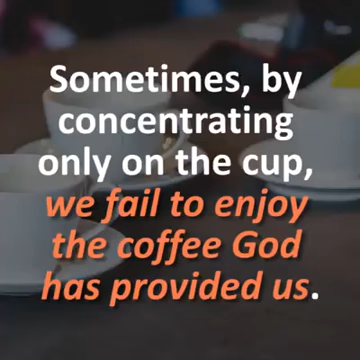 Sometimes, by
concentrating
only on the cup,
we fail to enjoy
the coffee God
has provided us.